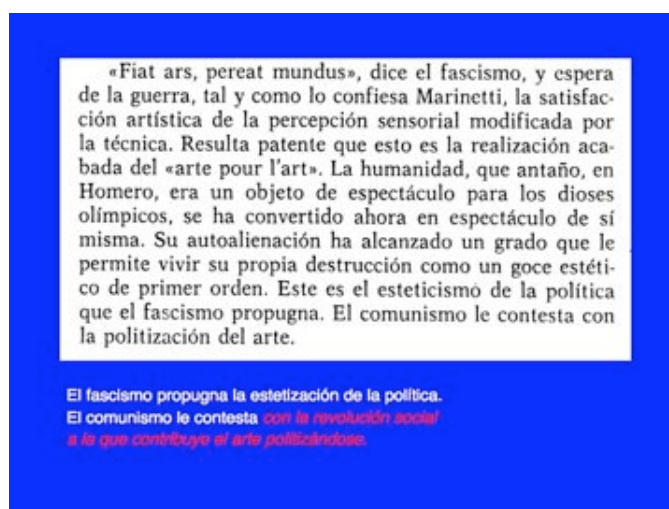 «Fiat ars, pereat mundus», dice el fascismo, y espera
de la guerra, tal y como lo confiesa Marinetti, la satisfac-
ción artística de la percepción sensorial modificada por
la técnica. Resulta patente que esto es la realización aca-
bada del «arte pour l'art». La humanidad, que antaño, en
Homero, era un objeto de espectáculo para los dioses
olímpicos, se ha convertido ahora en espectáculo de sí
misma. Su autoalienación ha alcanzado un grado que le
permite vivir su propia destrucción como un goce estéti-
co de primer orden. Este es el esteticismo de la política
que el fascismo propugna. El comunismo le contesta con
la politización del arte.
El fascismo propugna la estetización de la política.
El comunismo le contesta con la revolución social
a la que contribuye el arte politizándose.